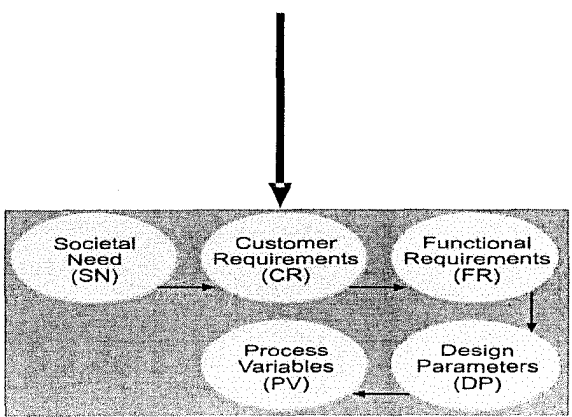 Societal
Need
(SN)
Customer
Requirements
(CR)
Functional
Requirements
(FR)
Process
Variables
(PV)
Design
Parameters
(DP)